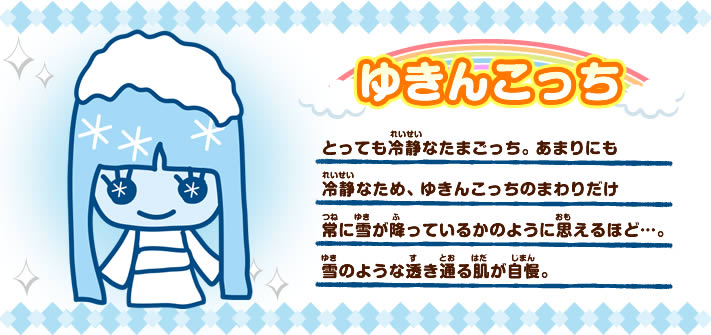 ゆきんこっち
とっても冷静なたまごっち。あまりにも
冷静なため、ゆきんこっちのまわりだけ
常に雪が降っているかのように思えるほど…。
雪のような透き通る肌が自慢。